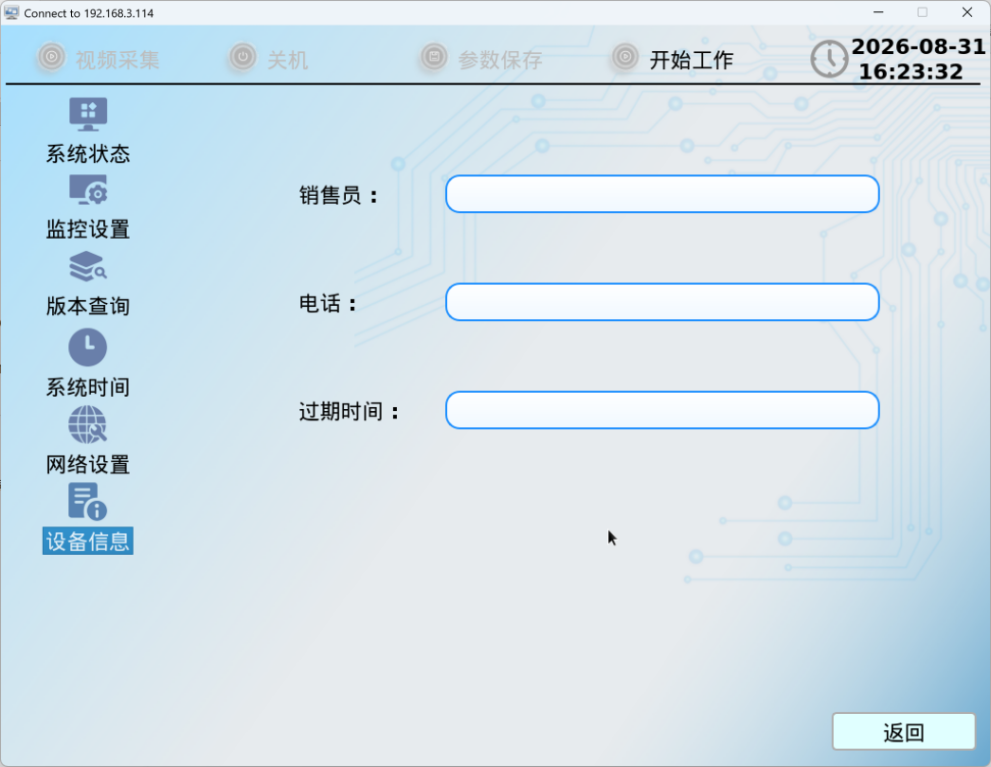 Connect to 192.168.3.114
视频采集 关机 参数保存 开始工作 2026-08-31
16:23:32
系统状态
销售员：
监控设置
电话：
版本查询
系统时间
过期时间：
网络设置
设备信息
返回